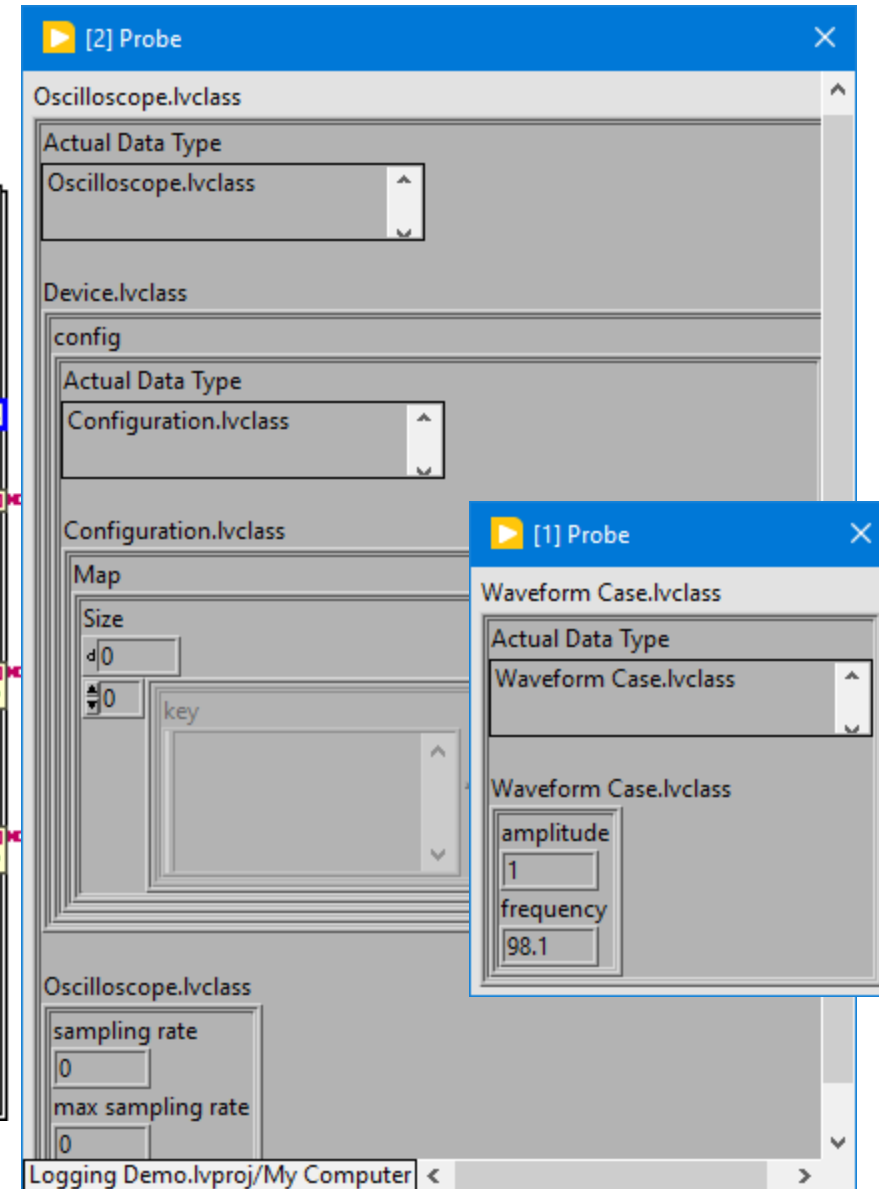 [2] Probe
Oscilloscope.lvclass
Actual Data Type
Oscilloscope.lvclass
Device.lvclass
config
Actual Data Type
Configuration.lvclass
Configuration.lvclass
Map
Size
d 0
0
key
[1] Probe
Waveform Case.lvclass
Actual Data Type
Waveform Case.lvclass
Waveform Case.lvclass
amplitude
1
frequency
98.1
Oscilloscope.lvclass
sampling rate
0
max sampling rate
0
Logging Demo.lvproj/My Computer